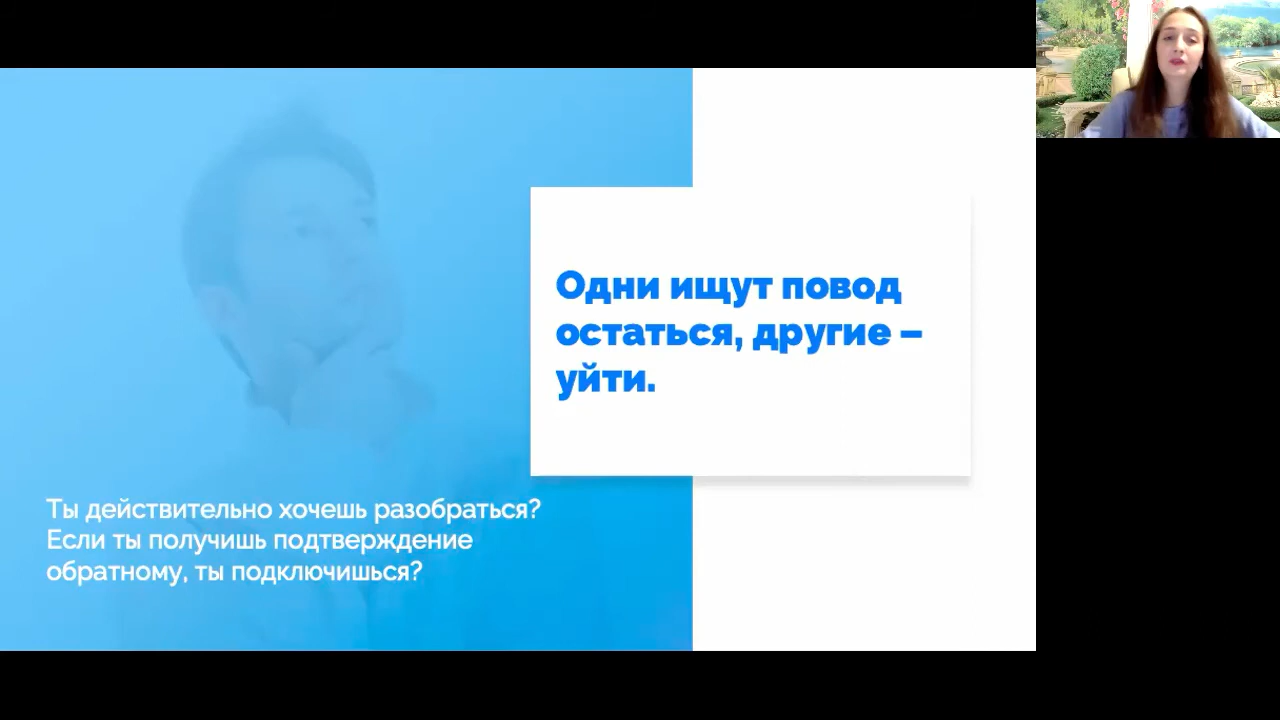 Одни ищут повод
остаться, другие –
уйти.
Ты действительно хочешь разобраться?
Если ты получишь подтверждение
обратному, ты подключишься?